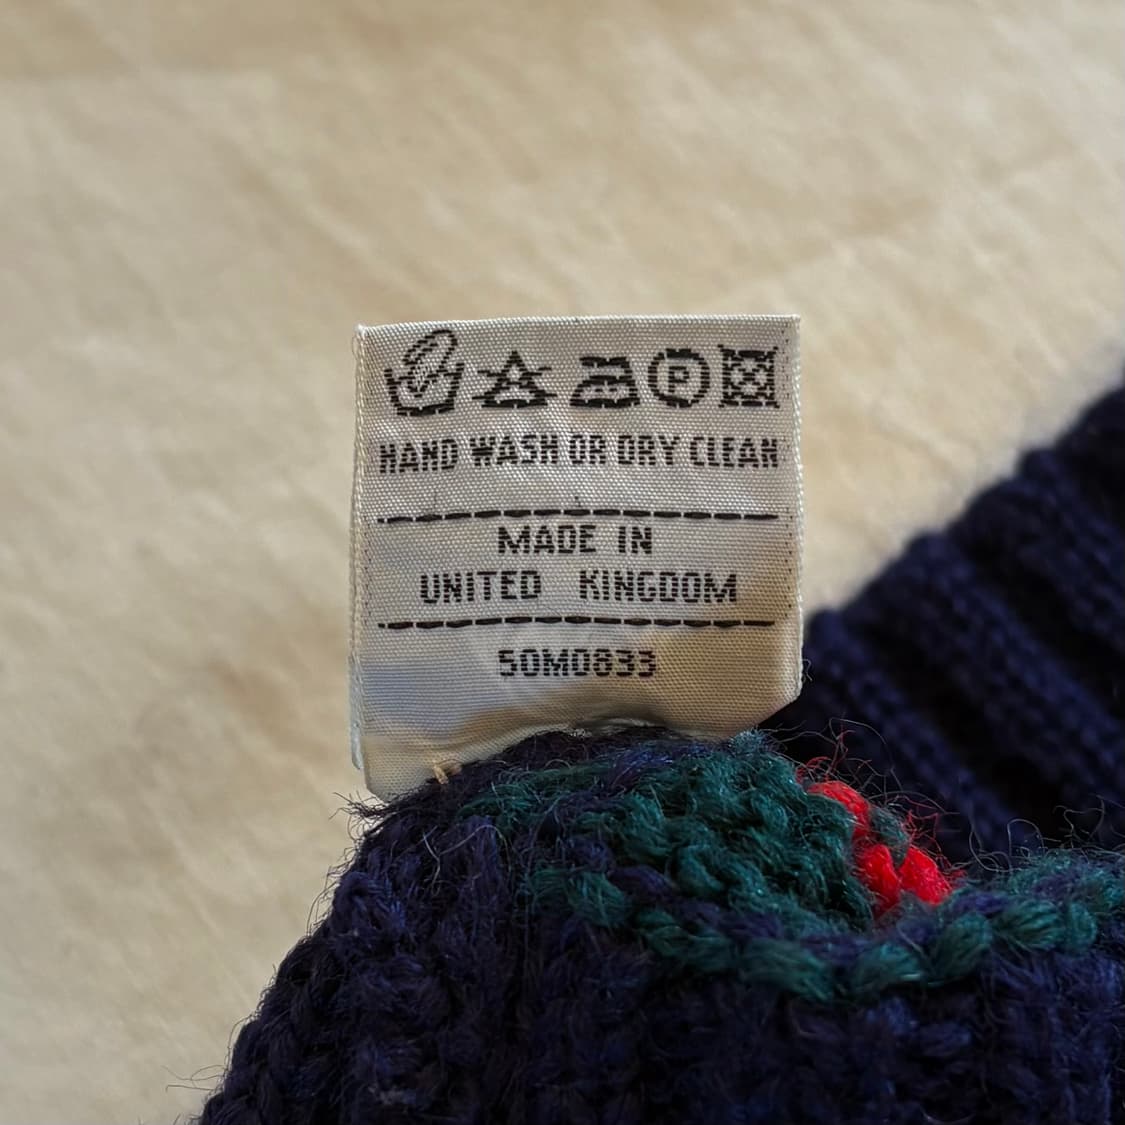 P
HAND WASH OR DRY CLEAN
MADE IN
UNITED KINGDOM
50M0833